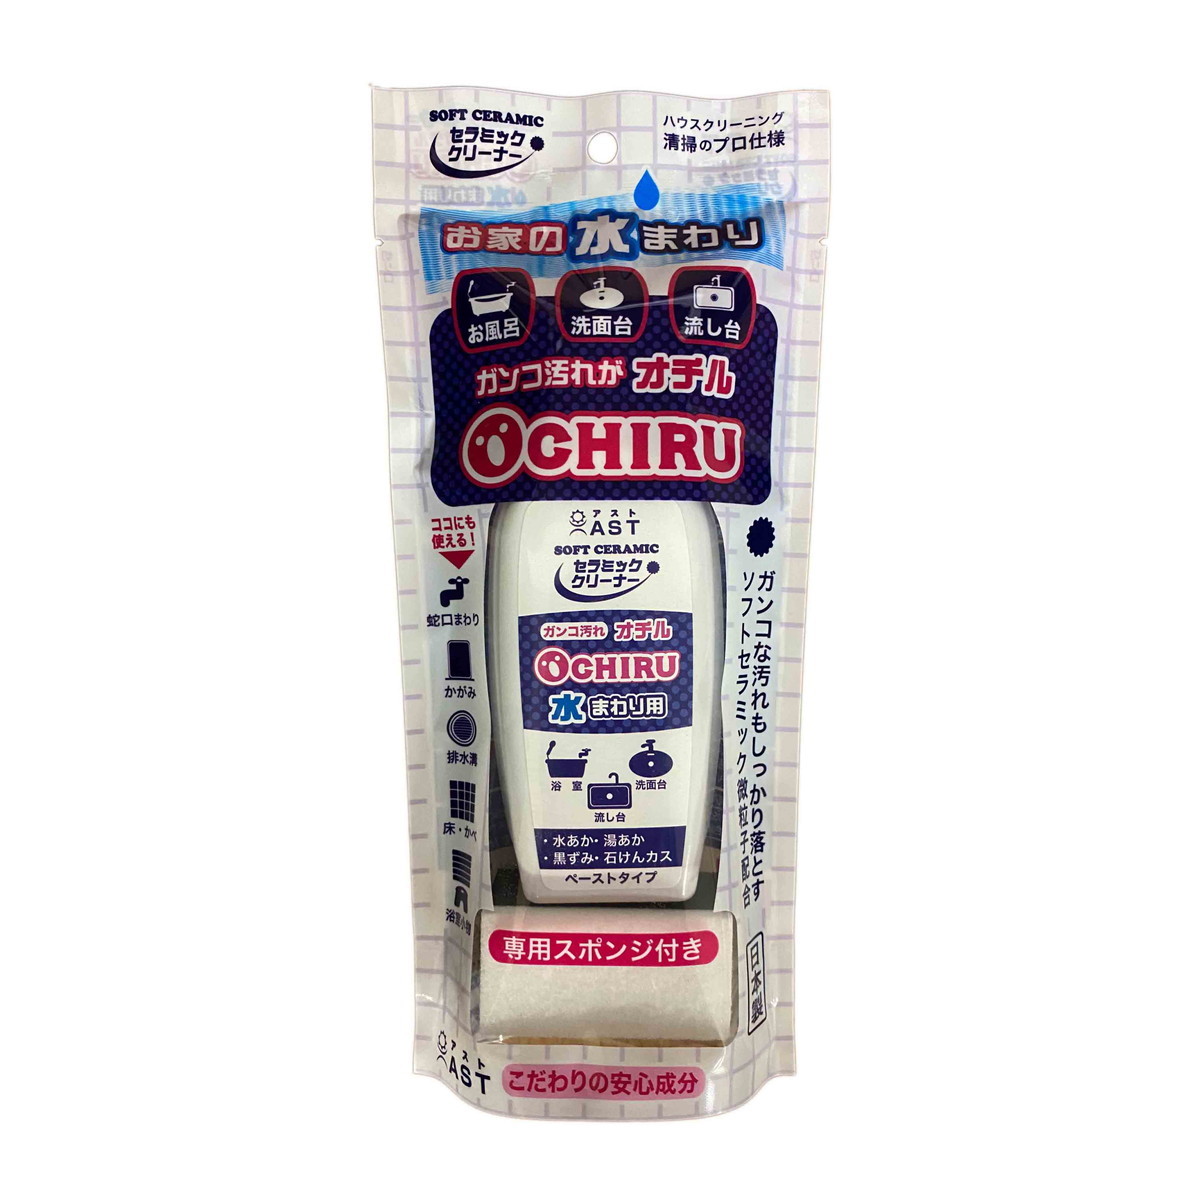 SOFT CERAMIC
セラミック
クリーナー
ハウスクリーニング
清掃のプロ仕様
お家の水まわり
お風呂
洗面台
流し台
ガンコ汚れが オチル
OCHIRU
ココにも
使える!
蛇口まわり
かがみ
排水溝
床・かべ
浴室小物
アスト
AST
SOFT CERAMIC
セラミック
クリーナー
ガンコ汚れ オチル
OCHIRU
水まわり用
浴室
洗面台
流し台
・水あか・湯あか
・黒ずみ・石けんカス
ペーストタイプ
ガンコな汚れもしっかり落とす
ソフトセラミック微粒子配合
日本製
専用スポンジ付き
アスト
AST
こだわりの安心成分